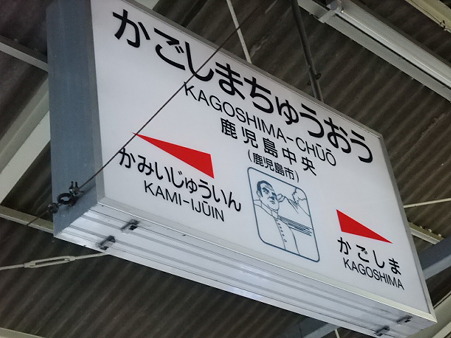 かごしまちゅうおう
KAGOSHIMA-CHŪŌ
鹿児島中央
(鹿児島市)
かみいじゅういん
KAMI-IJŪIN
かごしま
KAGOSHIMA